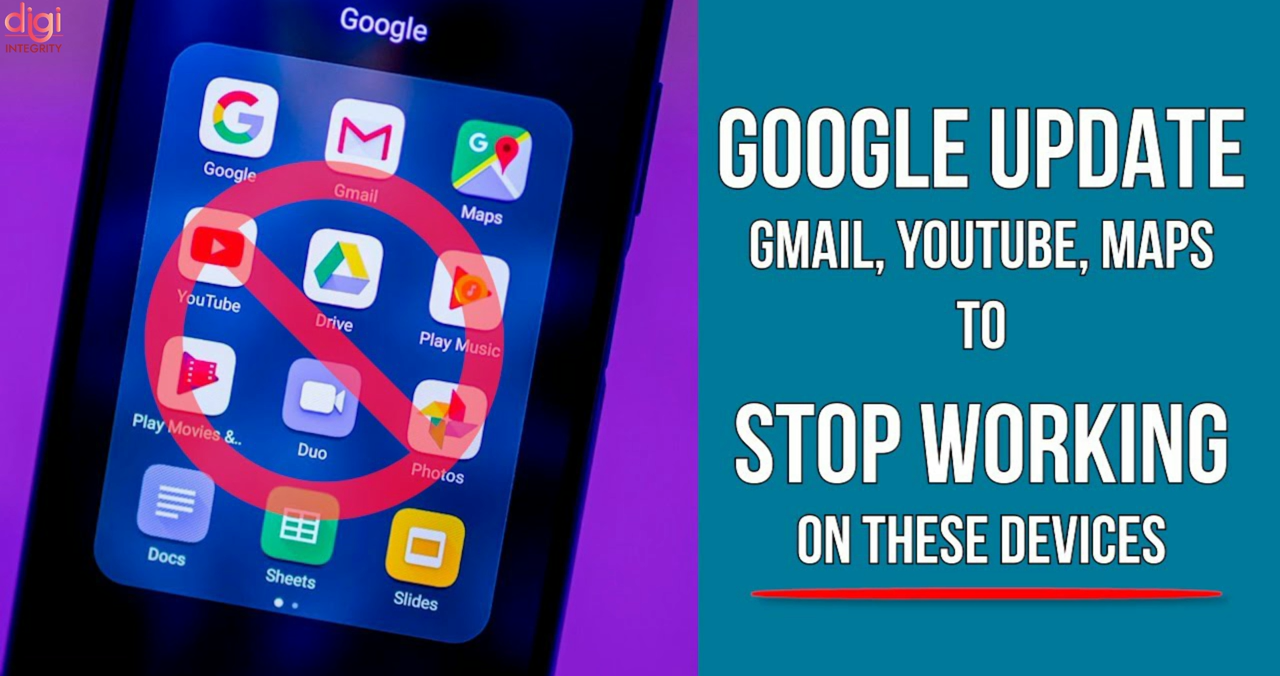 digi
INTEGRITY
Google
Google
Gmail
Maps
YouTube
Drive
Play Music
Play Movies &..
Duo
Photos
Docs
Sheets
Slides
GOOGLE UPDATE
GMAIL, YOUTUBE, MAPS
TO
STOP WORKING
ON THESE DEVICES